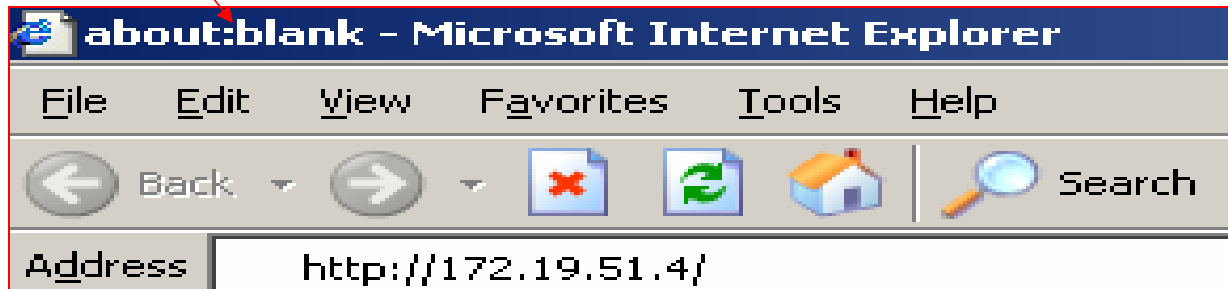 about:blank - Microsoft Internet Explorer
File Edit View Favorites Tools Help
Back Search
Address http://172.19.51.4/